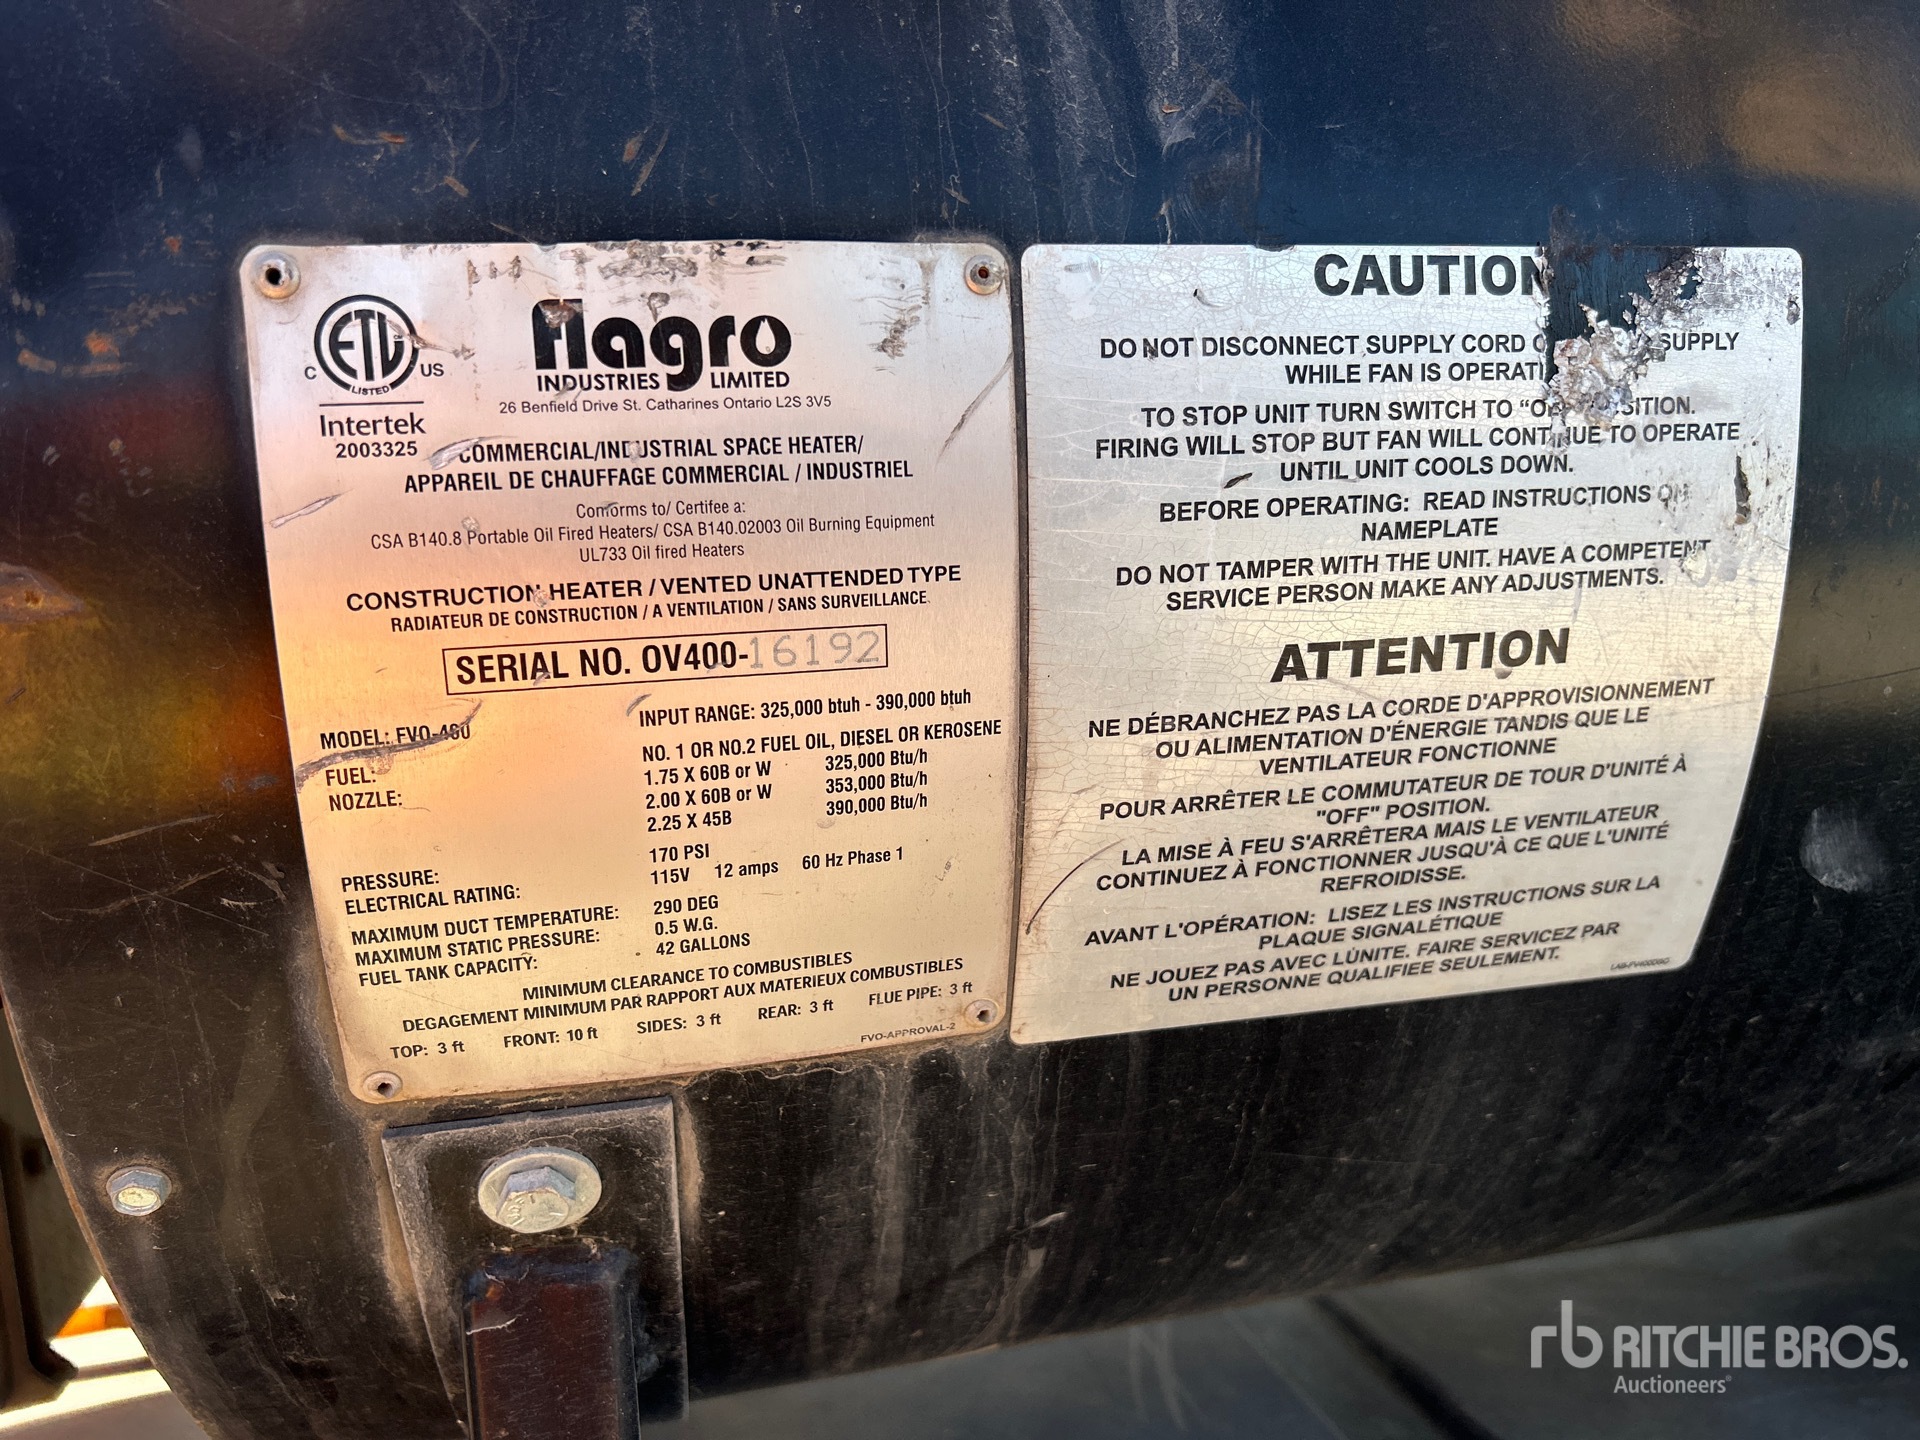 ETL
C
US
LISTED
Intertek
2003325
flagro
INDUSTRIES LIMITED
26 Benfield Drive St. Catharines Ontario L2S 3V5
COMMERCIAL/INDUSTRIAL SPACE HEATER/
APPAREIL DE CHAUFFAGE COMMERCIAL / INDUSTRIEL
Conforms to/ Certifee a:
CSA B140.8 Portable Oil Fired Heaters/ CSA B140.02003 Oil Burning Equipment
UL733 Oil fired Heaters
CONSTRUCTION HEATER / VENTED UNATTENDED TYPE
RADIATEUR DE CONSTRUCTION / A VENTILATION / SANS SURVEILLANCE
SERIAL NO. OV400-16192
MODEL: FVO-400 INPUT RANGE: 325,000 btuh - 390,000 btuh
FUEL: NO. 1 OR NO.2 FUEL OIL, DIESEL OR KEROSENE
NOZZLE: 1.75 X 60B or W 325,000 Btu/h
2.00 X 60B or W 353,000 Btu/h
2.25 X 45B 390,000 Btu/h
PRESSURE: 170 PSI
ELECTRICAL RATING: 115V 12 amps 60 Hz Phase 1
MAXIMUM DUCT TEMPERATURE: 290 DEG
MAXIMUM STATIC PRESSURE: 0.5 W.G.
FUEL TANK CAPACITY: 42 GALLONS
MINIMUM CLEARANCE TO COMBUSTIBLES
DEGAGEMENT MINIMUM PAR RAPPORT AUX MATERIEUX COMBUSTIBLES
TOP: 3 ft FRONT: 10 ft SIDES: 3 ft REAR: 3 ft FLUE PIPE: 3 ft
FVO-APPROVAL-2
CAUTION
DO NOT DISCONNECT SUPPLY CORD SUPPLY
WHILE FAN IS
TO STOP UNIT TURN SWITCH TO
FIRING WILL STOP BUT FAN WILL CONTINUE TO OPERATE
UNTIL UNIT COOLS DOWN.
BEFORE OPERATING: READ INSTRUCTIONS ON
NAMEPLATE
DO NOT TAMPER WITH THE UNIT. HAVE A COMPETENT
SERVICE PERSON MAKE ANY ADJUSTMENTS.
ATTENTION
NE DÉBRANCHEZ PAS LA CORDE D'APPROVISIONNEMENT
OU ALIMENTATION D'ÉNERGIE TANDIS QUE LE
VENTILATEUR FONCTIONNE
POUR ARRÊTER LE COMMUTATEUR DE TOUR D'UNITÉ À
"OFF" POSITION.
LA MISE À FEU S'ARRÊTERA MAIS LE VENTILATEUR
CONTINUEZ À FONCTIONNER JUSQU'À CE QUE L'UNITÉ
REFROIDISSE.
AVANT L'OPÉRATION: LISEZ LES INSTRUCTIONS SUR LA
PLAQUE SIGNALÉTIQUE
NE JOUEZ PAS AVEC LÙNITE. FAIRE SERVICEZ PAR
UN PERSONNE QUALIFIEE SEULEMENT.
rb RITCHIE BROS.
Auctioneers